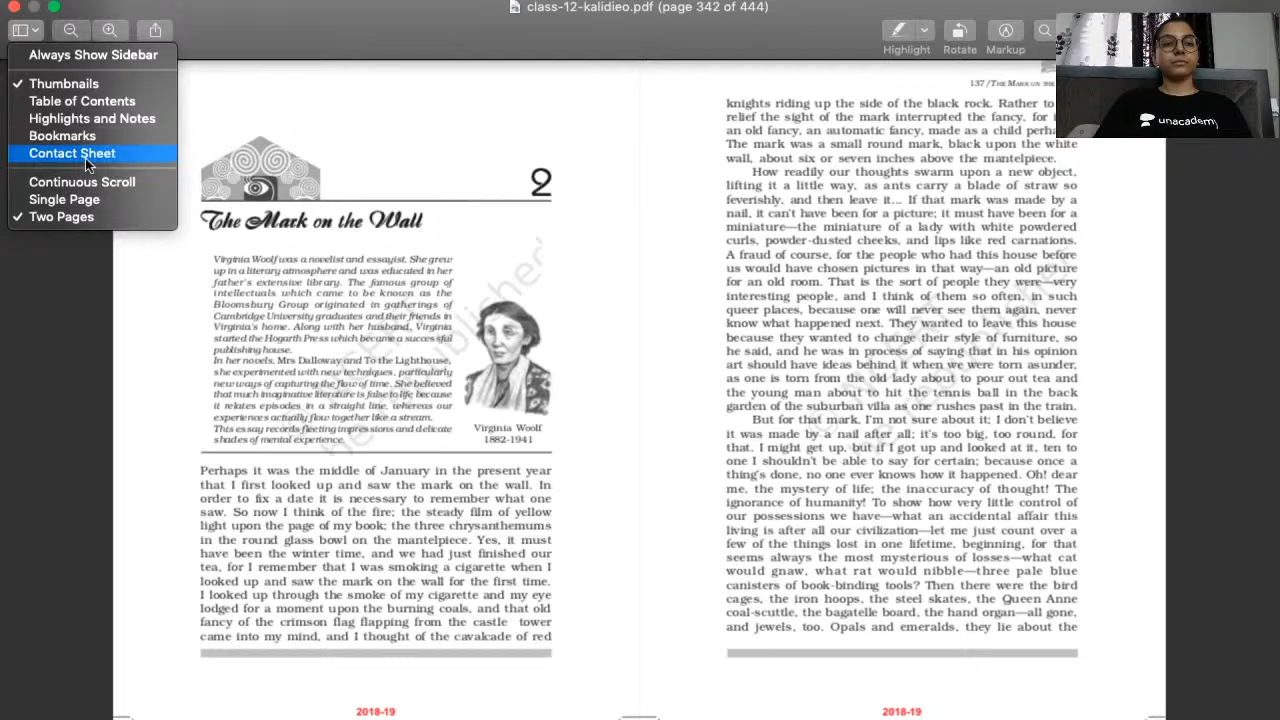 class-12-kalidieo.pdf (page 342 of 444)
Highlight
Rotate
Markup
Always Show Sidebar
Thumbnails
Table of Contents
Highlights and Notes
Bookmarks
Contact Sheet
Continuous Scroll
Single Page
Two Pages
unacademy
2
The Mark on the Wall
Virginia Woolf was a novelist and essayist. She grew
up in a literary atmosphere and was educated in her
father's extensive library. The famous group of
intellectuals which came to be known as the
Bloomsbury Group originated in gatherings of
Cambridge University graduates and their friends in
Virginia's home. Along with her husband, Virginia
started the Hogarth Press which became a successful
publishing house.
In her novels, Mrs Dalloway and To the Lighthouse,
she experimented with new techniques, particularly
new ways of capturing the flow of time. She believed
that much imaginative literature is false to life because
it relates episodes in a straight line, whereas our
experiences actually flow together like a stream.
This essay records fleeting impressions and delicate
shades of mental experience.
Virginia Woolf
1882-1941
Perhaps it was the middle of January in the present year
that I first looked up and saw the mark on the wall. In
order to fix a date it is necessary to remember what one
saw. So now I think of the fire; the steady film of yellow
light upon the page of my book; the three chrysanthemums
in the round glass bowl on the mantelpiece. Yes, it must
have been the winter time, and we had just finished our
tea, for I remember that I was smoking a cigarette when I
looked up and saw the mark on the wall for the first time.
I looked up through the smoke of my cigarette and my eye
lodged for a moment upon the burning coals, and that old
fancy of the crimson flag flapping from the castle tower
came into my mind, and I thought of the cavalcade of red
2018-19
137/THE MARK ON THE
knights riding up the side of the black rock. Rather to
relief the sight of the mark interrupted the fancy, for
an old fancy, an automatic fancy, made as a child
The mark was a small round mark, black upon the white
wall, about six or seven inches above the mantelpiece.
How readily our thoughts swarm upon a new object,
lifting it a little way, as ants carry a blade of straw so
feverishly, and then leave it... If that mark was made by a
nail, it can't have been for a picture; it must have been for a
miniature—the miniature of a lady with white powdered
curls, powder-dusted cheeks, and lips like red carnations.
A fraud of course, for the people who had this house before
us would have chosen pictures in that way—an old picture
for an old room. That is the sort of people they were—very
interesting people, and I think of them so often, in such
queer places, because one will never see them again, never
know what happened next. They wanted to leave this house
because they wanted to change their style of furniture, so
he said, and he was in process of saying that in his opinion
art should have ideas behind it when we were torn asunder,
as one is torn from the old lady about to pour out tea and
the young man about to hit the tennis ball in the back
garden of the suburban villa as one rushes past in the train.
But for that mark, I'm not sure about it; I don't believe
it was made by a nail after all; it's too big, too round, for
that. I might get up, but if I got up and looked at it, ten to
one I shouldn't be able to say for certain; because once a
thing's done, no one ever knows how it happened. Oh! dear
me, the mystery of life; the inaccuracy of thought! The
ignorance of humanity! To show how very little control of
our possessions we have—what an accidental affair this
living is after all our civilization—let me just count over a
few of the things lost in one lifetime, beginning, for that
seems always the most mysterious of losses—what cat
would gnaw, what rat would nibble—three pale blue
canisters of book-binding tools? Then there were the bird
cages, the iron hoops, the steel skates, the Queen Anne
coal-scuttle, the bagatelle board, the hand organ—all gone,
and jewels, too. Opals and emeralds, they lie about the
2018-19